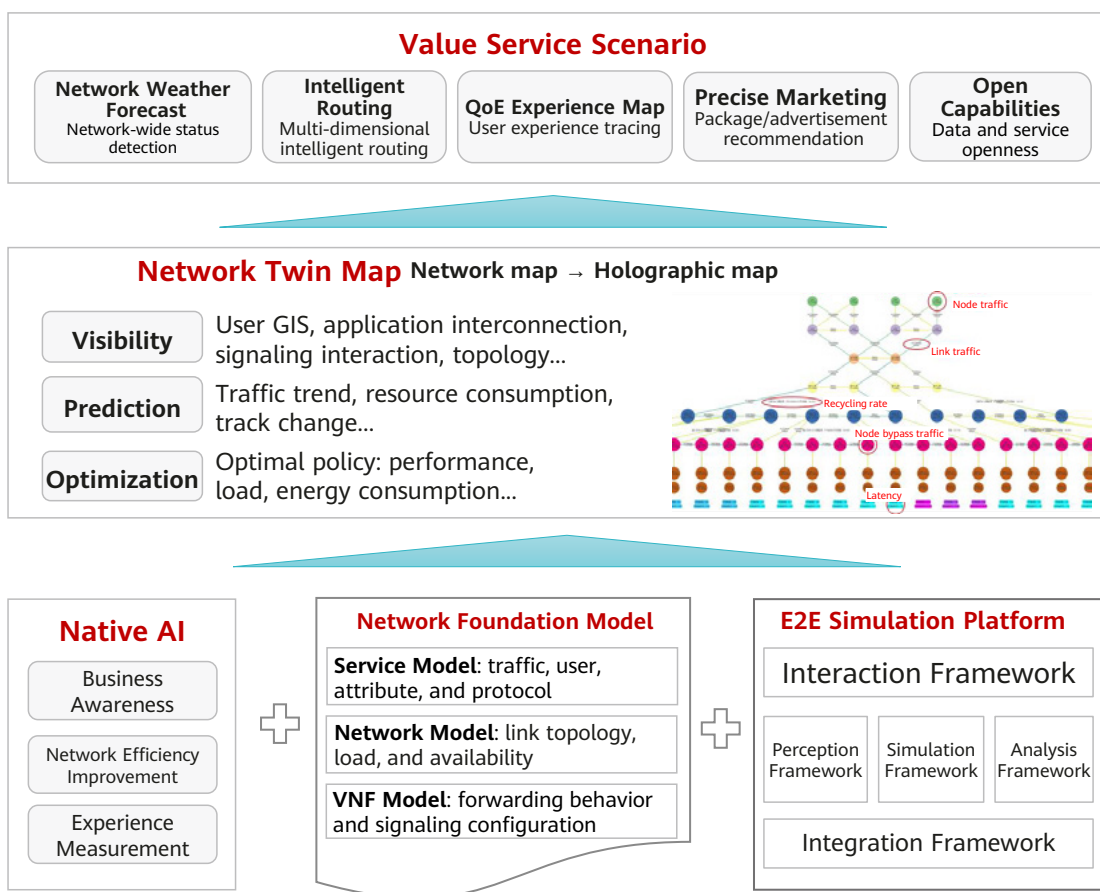 Value Service Scenario
Network Weather
Forecast
Network-wide status
detection
Intelligent
Routing
Multi-dimensional
intelligent routing
QoE Experience Map
User experience tracing
Precise Marketing
Package/advertisement
recommendation
Open
Capabilities
Data and service
openness
Network Twin Map Network map → Holographic map
Visibility
User GIS, application interconnection,
signaling interaction, topology...
Prediction
Traffic trend, resource consumption,
track change...
Optimization
Optimal policy: performance,
load, energy consumption...
Node traffic
Link traffic
Recycling rate
Node bypass traffic
Latency
Native AI
Business
Awareness
Network Efficiency
Improvement
Experience
Measurement
Network Foundation Model
Service Model: traffic, user,
attribute, and protocol
Network Model: link topology,
load, and availability
VNF Model: forwarding behavior
and signaling configuration
E2E Simulation Platform
Interaction Framework
Perception
Framework
Simulation
Framework
Analysis
Framework
Integration Framework